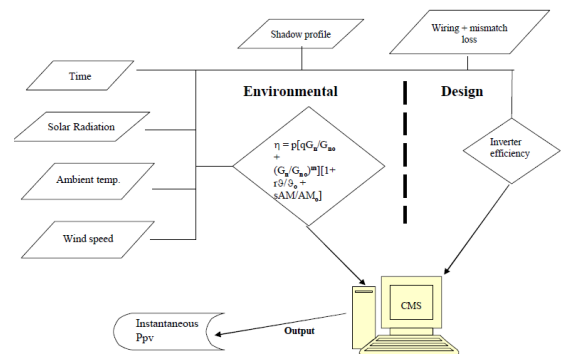 Shadow profile
Wiring + mismatch
loss
Time
Environmental
Design
Solar Radiation
η = p[qGn/Gno
+
(Gn/Gno)m][1+
rϑ/ϑo +
sAM/AMo]
Inverter
efficiency
Ambient temp.
Wind speed
CMS
Instantaneous
Ppv
Output